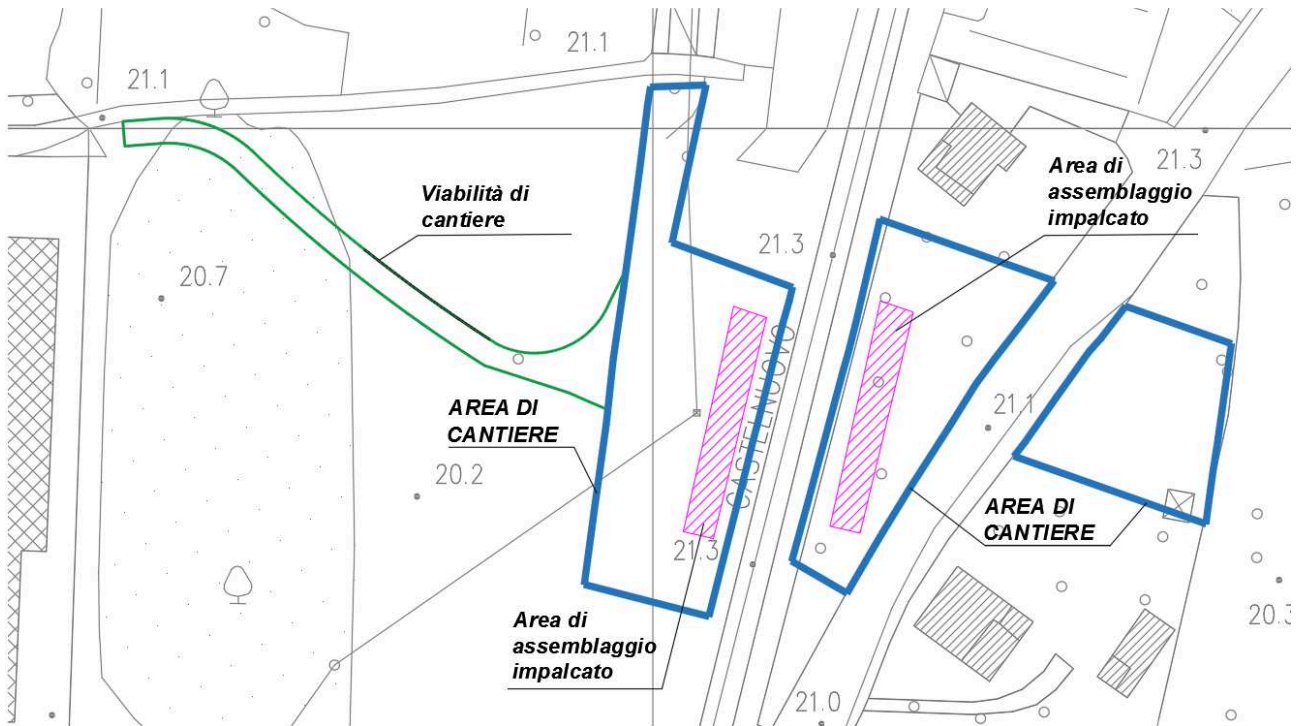 21.1
21.1
21.3
Area di
assemblaggio
impalcato
Viabilità di
cantiere
21.3
20.7
CASTELNUOVO
AREA DI
CANTIERE
21.1
20.2
AREA DI
CANTIERE
21.3
Area di
assemblaggio
impalcato
20.3
21.0